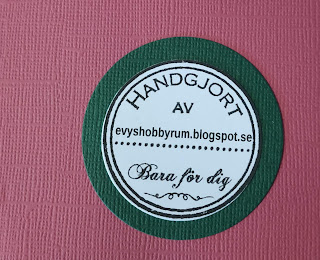 HANDGJORT
AV
evyshobbyrum.blogspot.se
Bara för dig